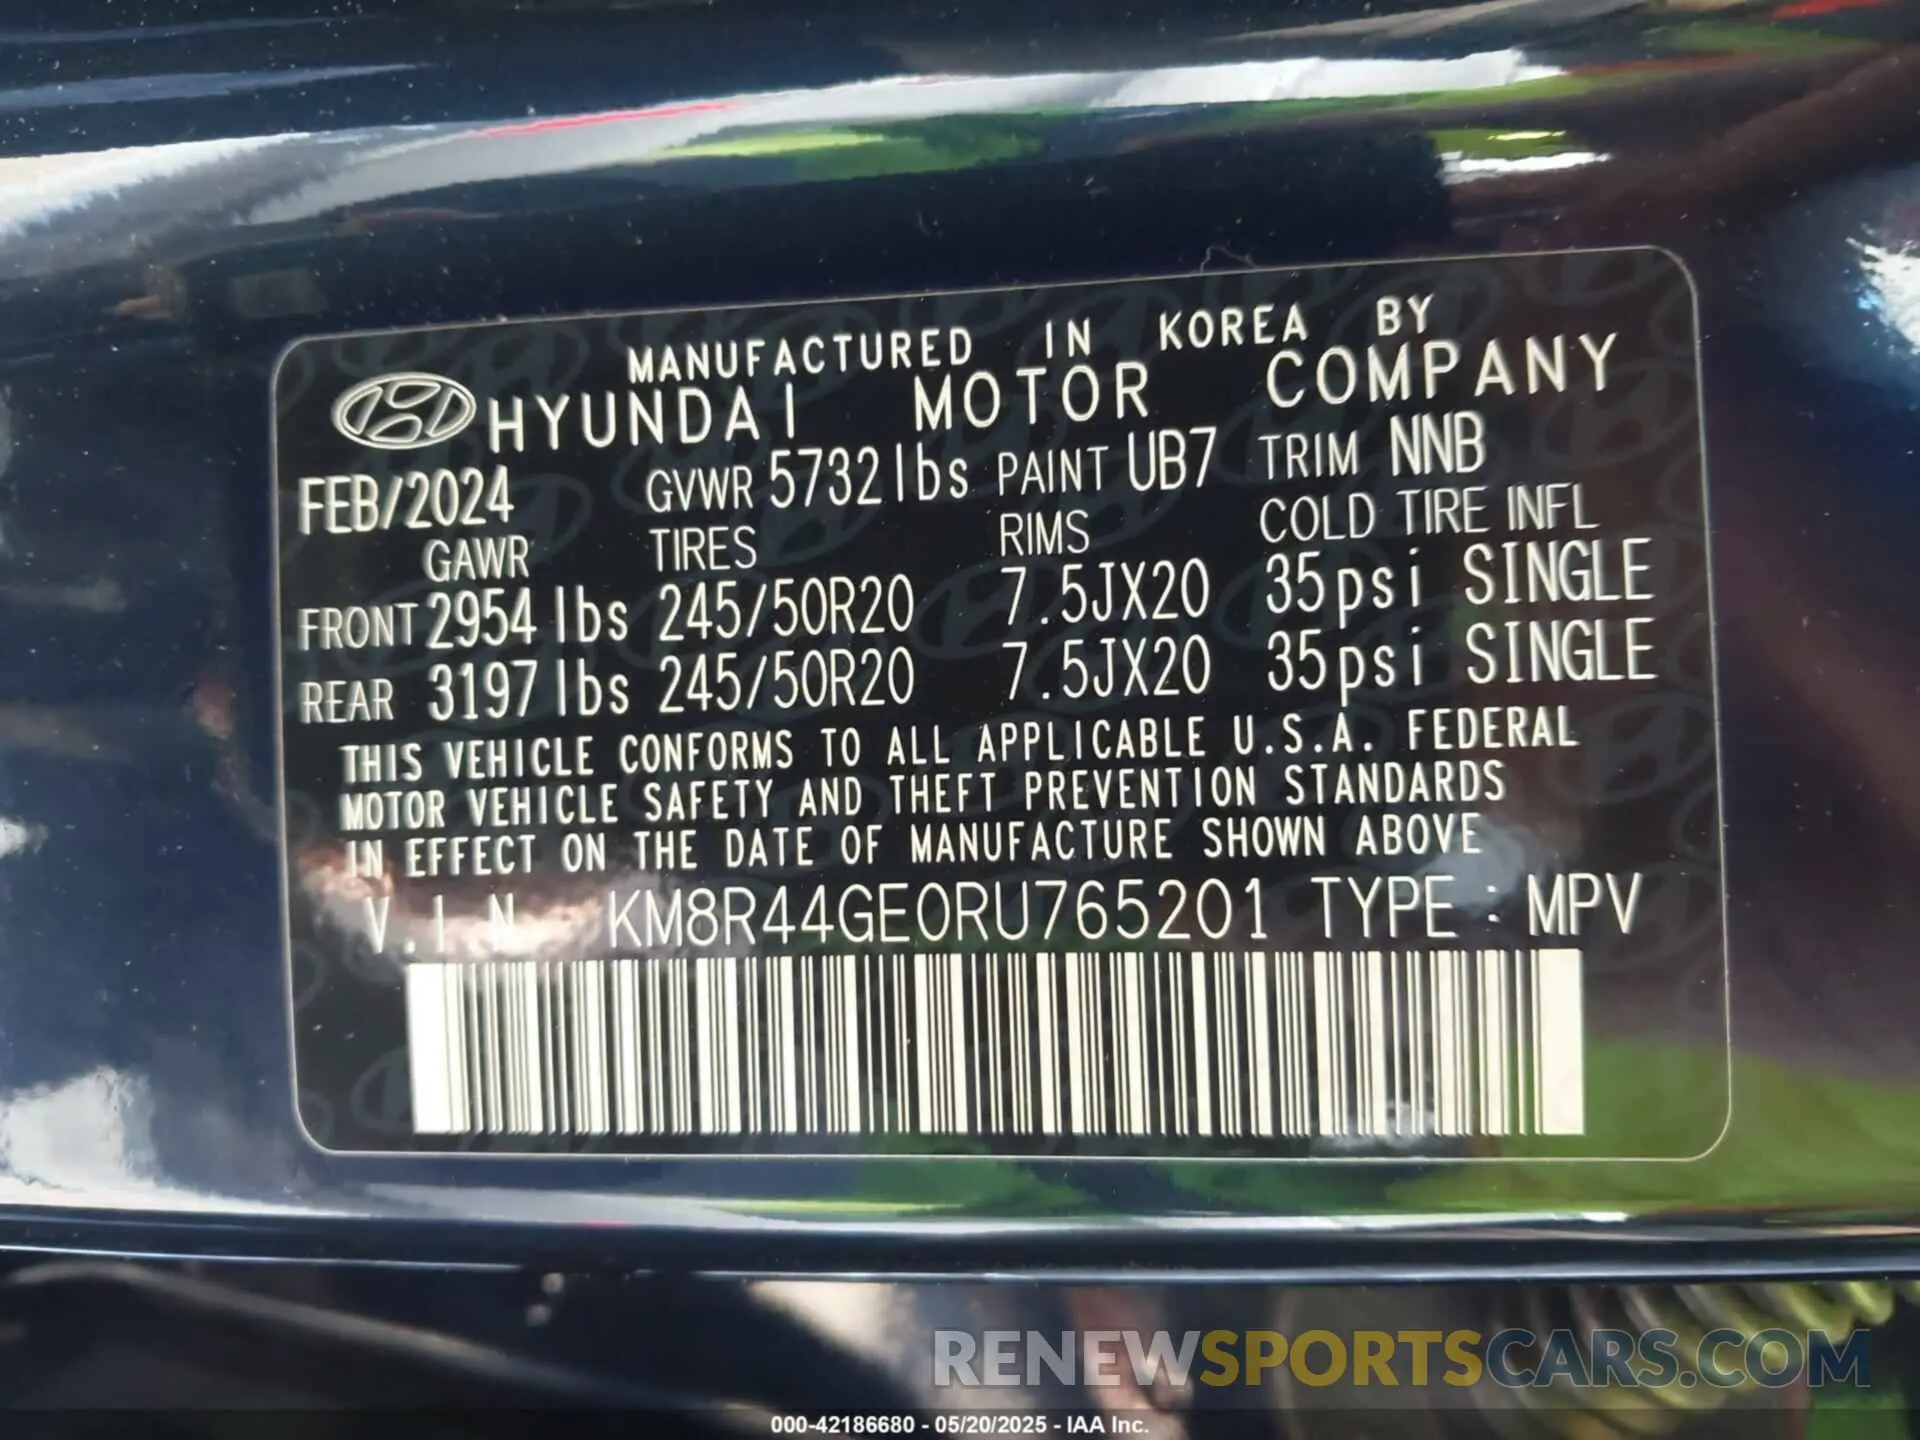 MANUFACTURED IN KOREA BY
HYUNDAI MOTOR COMPANY
FEB/2024 GVWR 5732 lbs PAINT UB7 TRIM NNB
GAWR TIRES RIMS COLD TIRE INFL
FRONT 2954 lbs 245/50R20 7.5JX20 35psi SINGLE
REAR 3197 lbs 245/50R20 7.5JX20 35psi SINGLE
THIS VEHICLE CONFORMS TO ALL APPLICABLE U.S.A. FEDERAL
MOTOR VEHICLE SAFETY AND THEFT PREVENTION STANDARDS
IN EFFECT ON THE DATE OF MANUFACTURE SHOWN ABOVE
V.I N KM8R44GE0RU765201 TYPE : MPV
RENEWSPORTSCARS.COM
000-42186680 - 05/20/2025 - IAA Inc.